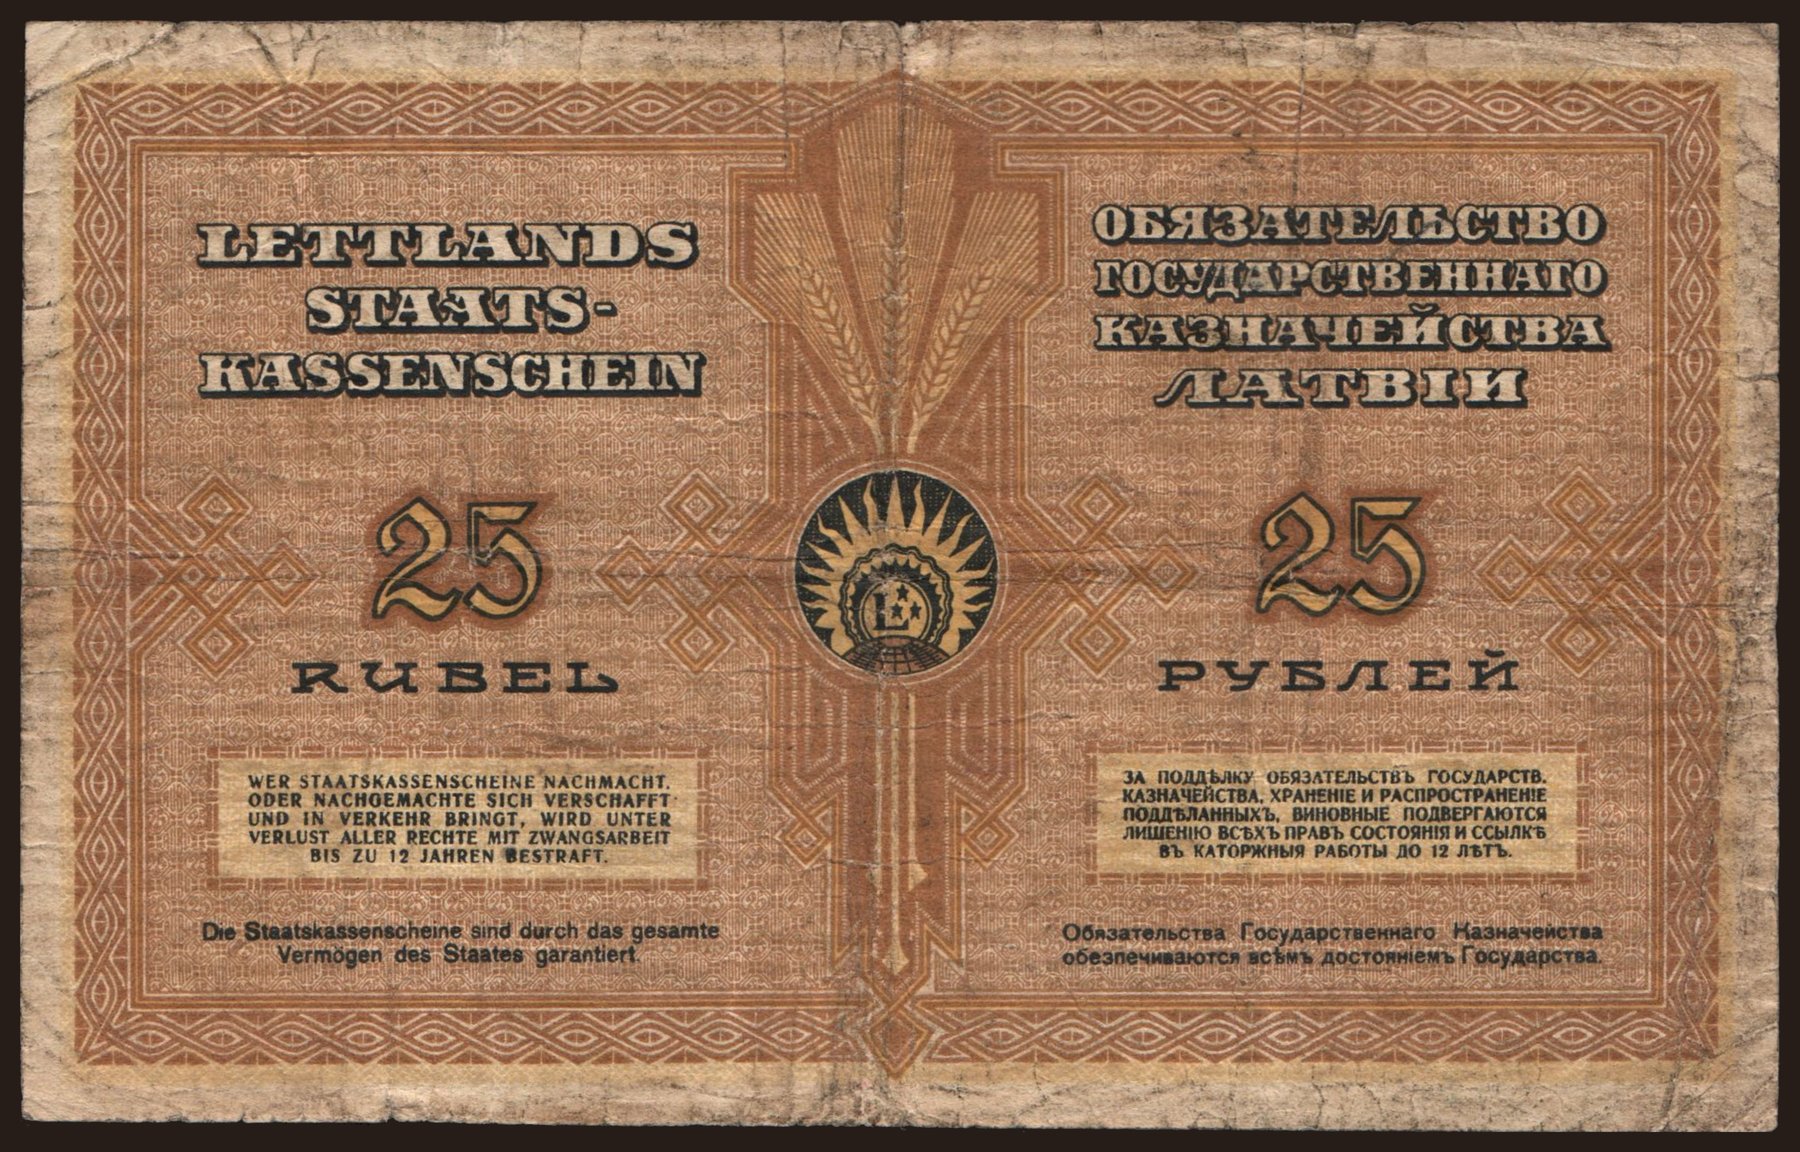 LETTLANDS
STAATS-
KASSENSCHEIN
25
RUBEL
WER STAATSKASSENSCHEINE NACHMACHT,
ODER NACHGEMACHTE SICH VERSCHAFFT
UND IN VERKEHR BRINGT, WIRD UNTER
VERLUST ALLER RECHTE MIT ZWANGSARBEIT
BIS ZU 12 JAHREN BESTRAFT.
Die Staatskassenscheine sind durch das gesamte
Vermögen des Staates garantiert.
L
ОБЯЗАТЕЛЬСТВО
ГОСУДАРСТВЕННАГО
КАЗНАЧЕЙСТВА
ЛАТВІИ
25
РУБЛЕЙ
ЗА ПОДДѢЛКУ ОБЯЗАТЕЛЬСТВЪ ГОСУДАРСТВ.
КАЗНАЧЕЙСТВА, ХРАНЕНІЕ И РАСПРОСТРАНЕНІЕ
ПОДДѢЛАННЫХЪ, ВИНОВНЫЕ ПОДВЕРГАЮТСЯ
ЛИШЕНІЮ ВСѢХЪ ПРАВЪ СОСТОЯНІЯ И ССЫЛКѢ
ВЪ КАТОРЖНЫЯ РАБОТЫ ДО 12 ЛѢТЪ.
Обязательства Государственнаго Казначейства
обезпечиваются всѣмъ достояніемъ Государства.